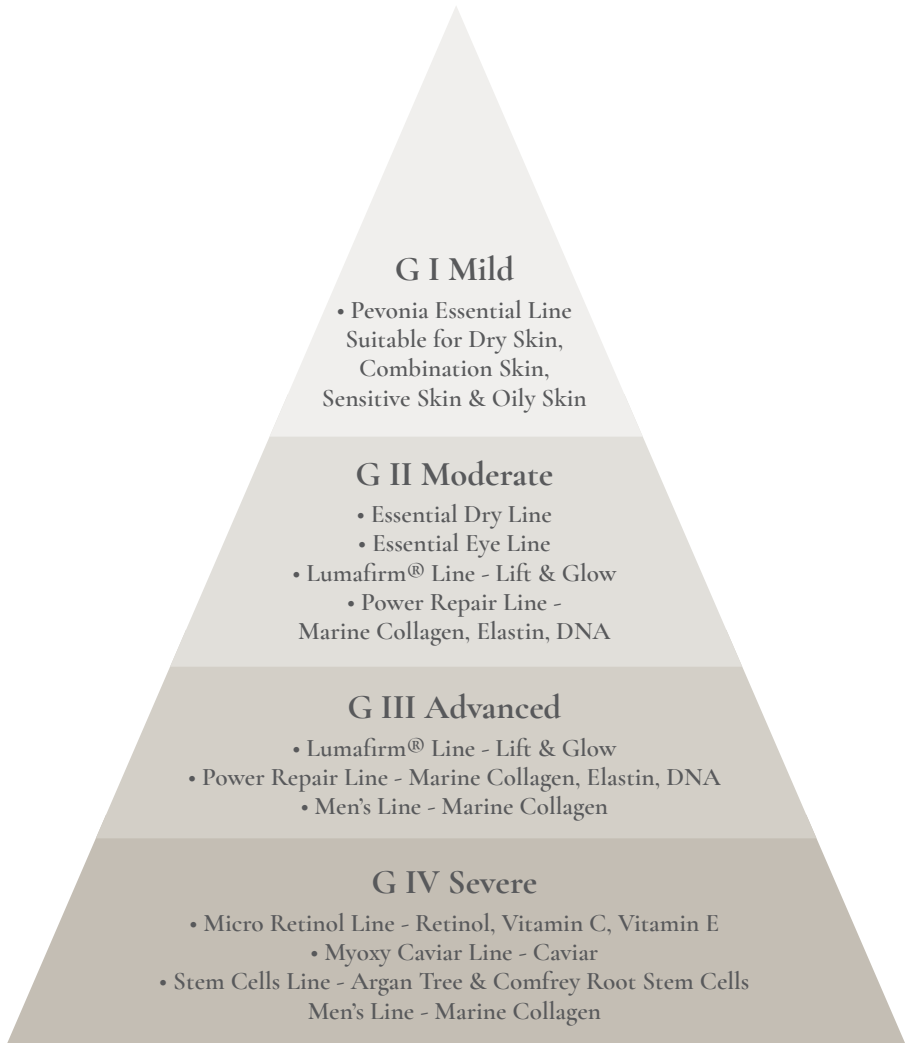 G I Mild
• Pevonia Essential Line
Suitable for Dry Skin,
Combination Skin,
Sensitive Skin & Oily Skin
G II Moderate
• Essential Dry Line
• Essential Eye Line
• Lumafirm® Line - Lift & Glow
• Power Repair Line -
Marine Collagen, Elastin, DNA
G III Advanced
• Lumafirm® Line - Lift & Glow
• Power Repair Line - Marine Collagen, Elastin, DNA
• Men’s Line - Marine Collagen
G IV Severe
• Micro Retinol Line - Retinol, Vitamin C, Vitamin E
• Myoxy Caviar Line - Caviar
• Stem Cells Line - Argan Tree & Comfrey Root Stem Cells
Men’s Line - Marine Collagen